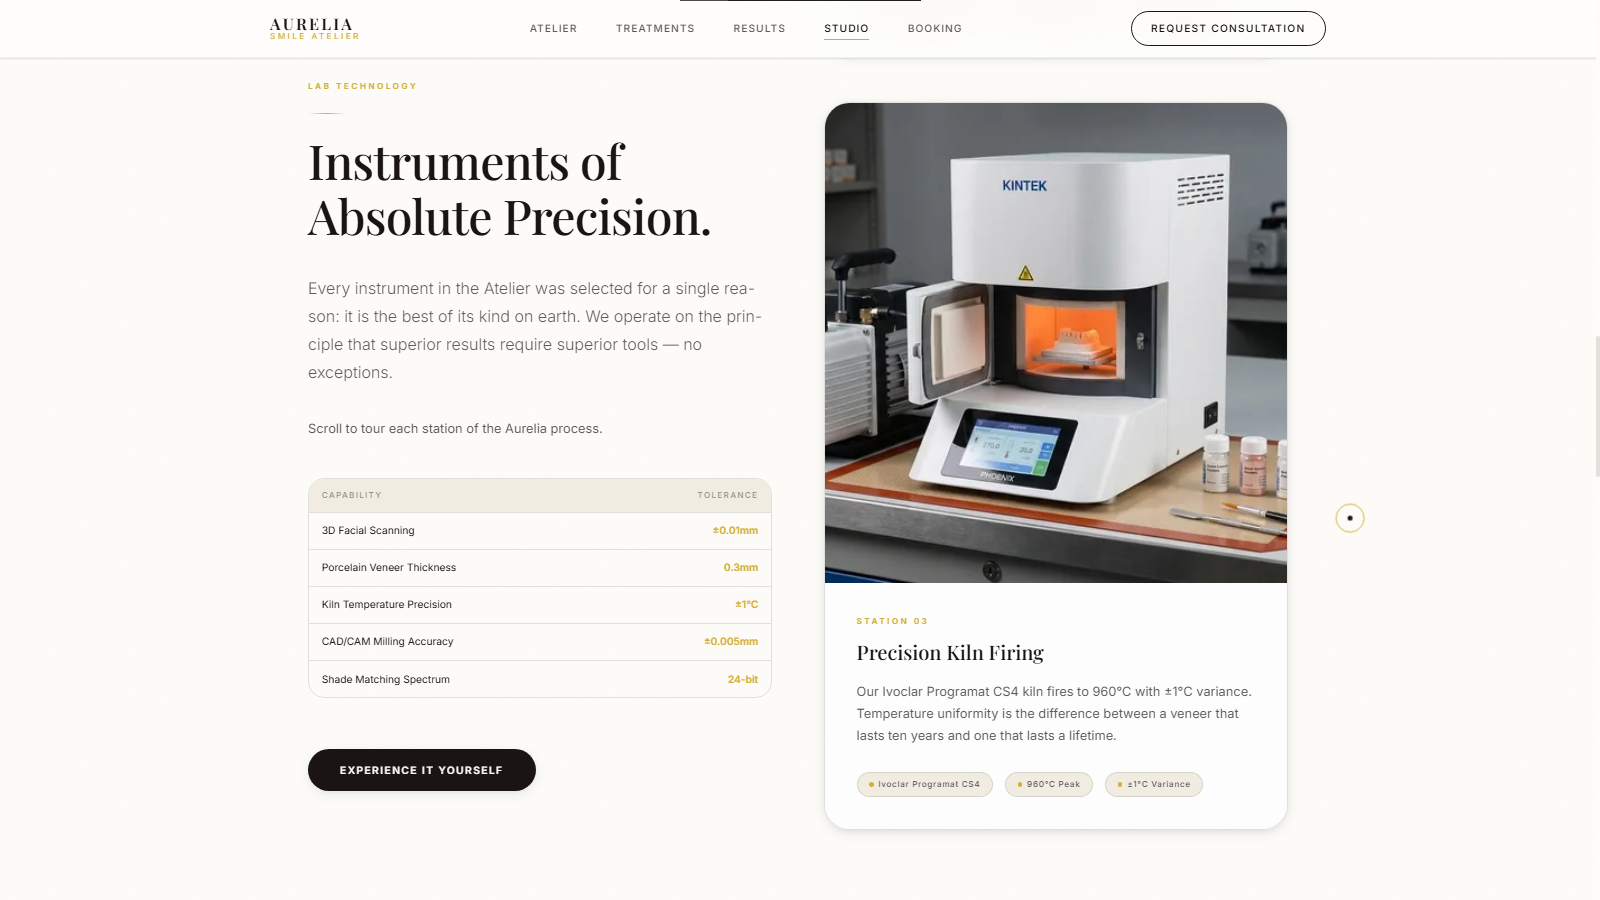 AURELIA
SMILE ATELIER
ATELIER
TREATMENTS
RESULTS
STUDIO
BOOKING
REQUEST CONSULTATION
LAB TECHNOLOGY
Instruments of
Absolute Precision.
Every instrument in the Atelier was selected for a single rea-
son: it is the best of its kind on earth. We operate on the prin-
ciple that superior results require superior tools — no
exceptions.
Scroll to tour each station of the Aurelia process.
CAPABILITY TOLERANCE
3D Facial Scanning ±0.01mm
Porcelain Veneer Thickness 0.3mm
Kiln Temperature Precision ±1°C
CAD/CAM Milling Accuracy ±0.005mm
Shade Matching Spectrum 24-bit
EXPERIENCE IT YOURSELF
KINTEK
PHOENIX
STATION 03
Precision Kiln Firing
Our Ivoclar Programat CS4 kiln fires to 960°C with ±1°C variance.
Temperature uniformity is the difference between a veneer that
lasts ten years and one that lasts a lifetime.
Ivoclar Programat CS4
960°C Peak
±1°C Variance